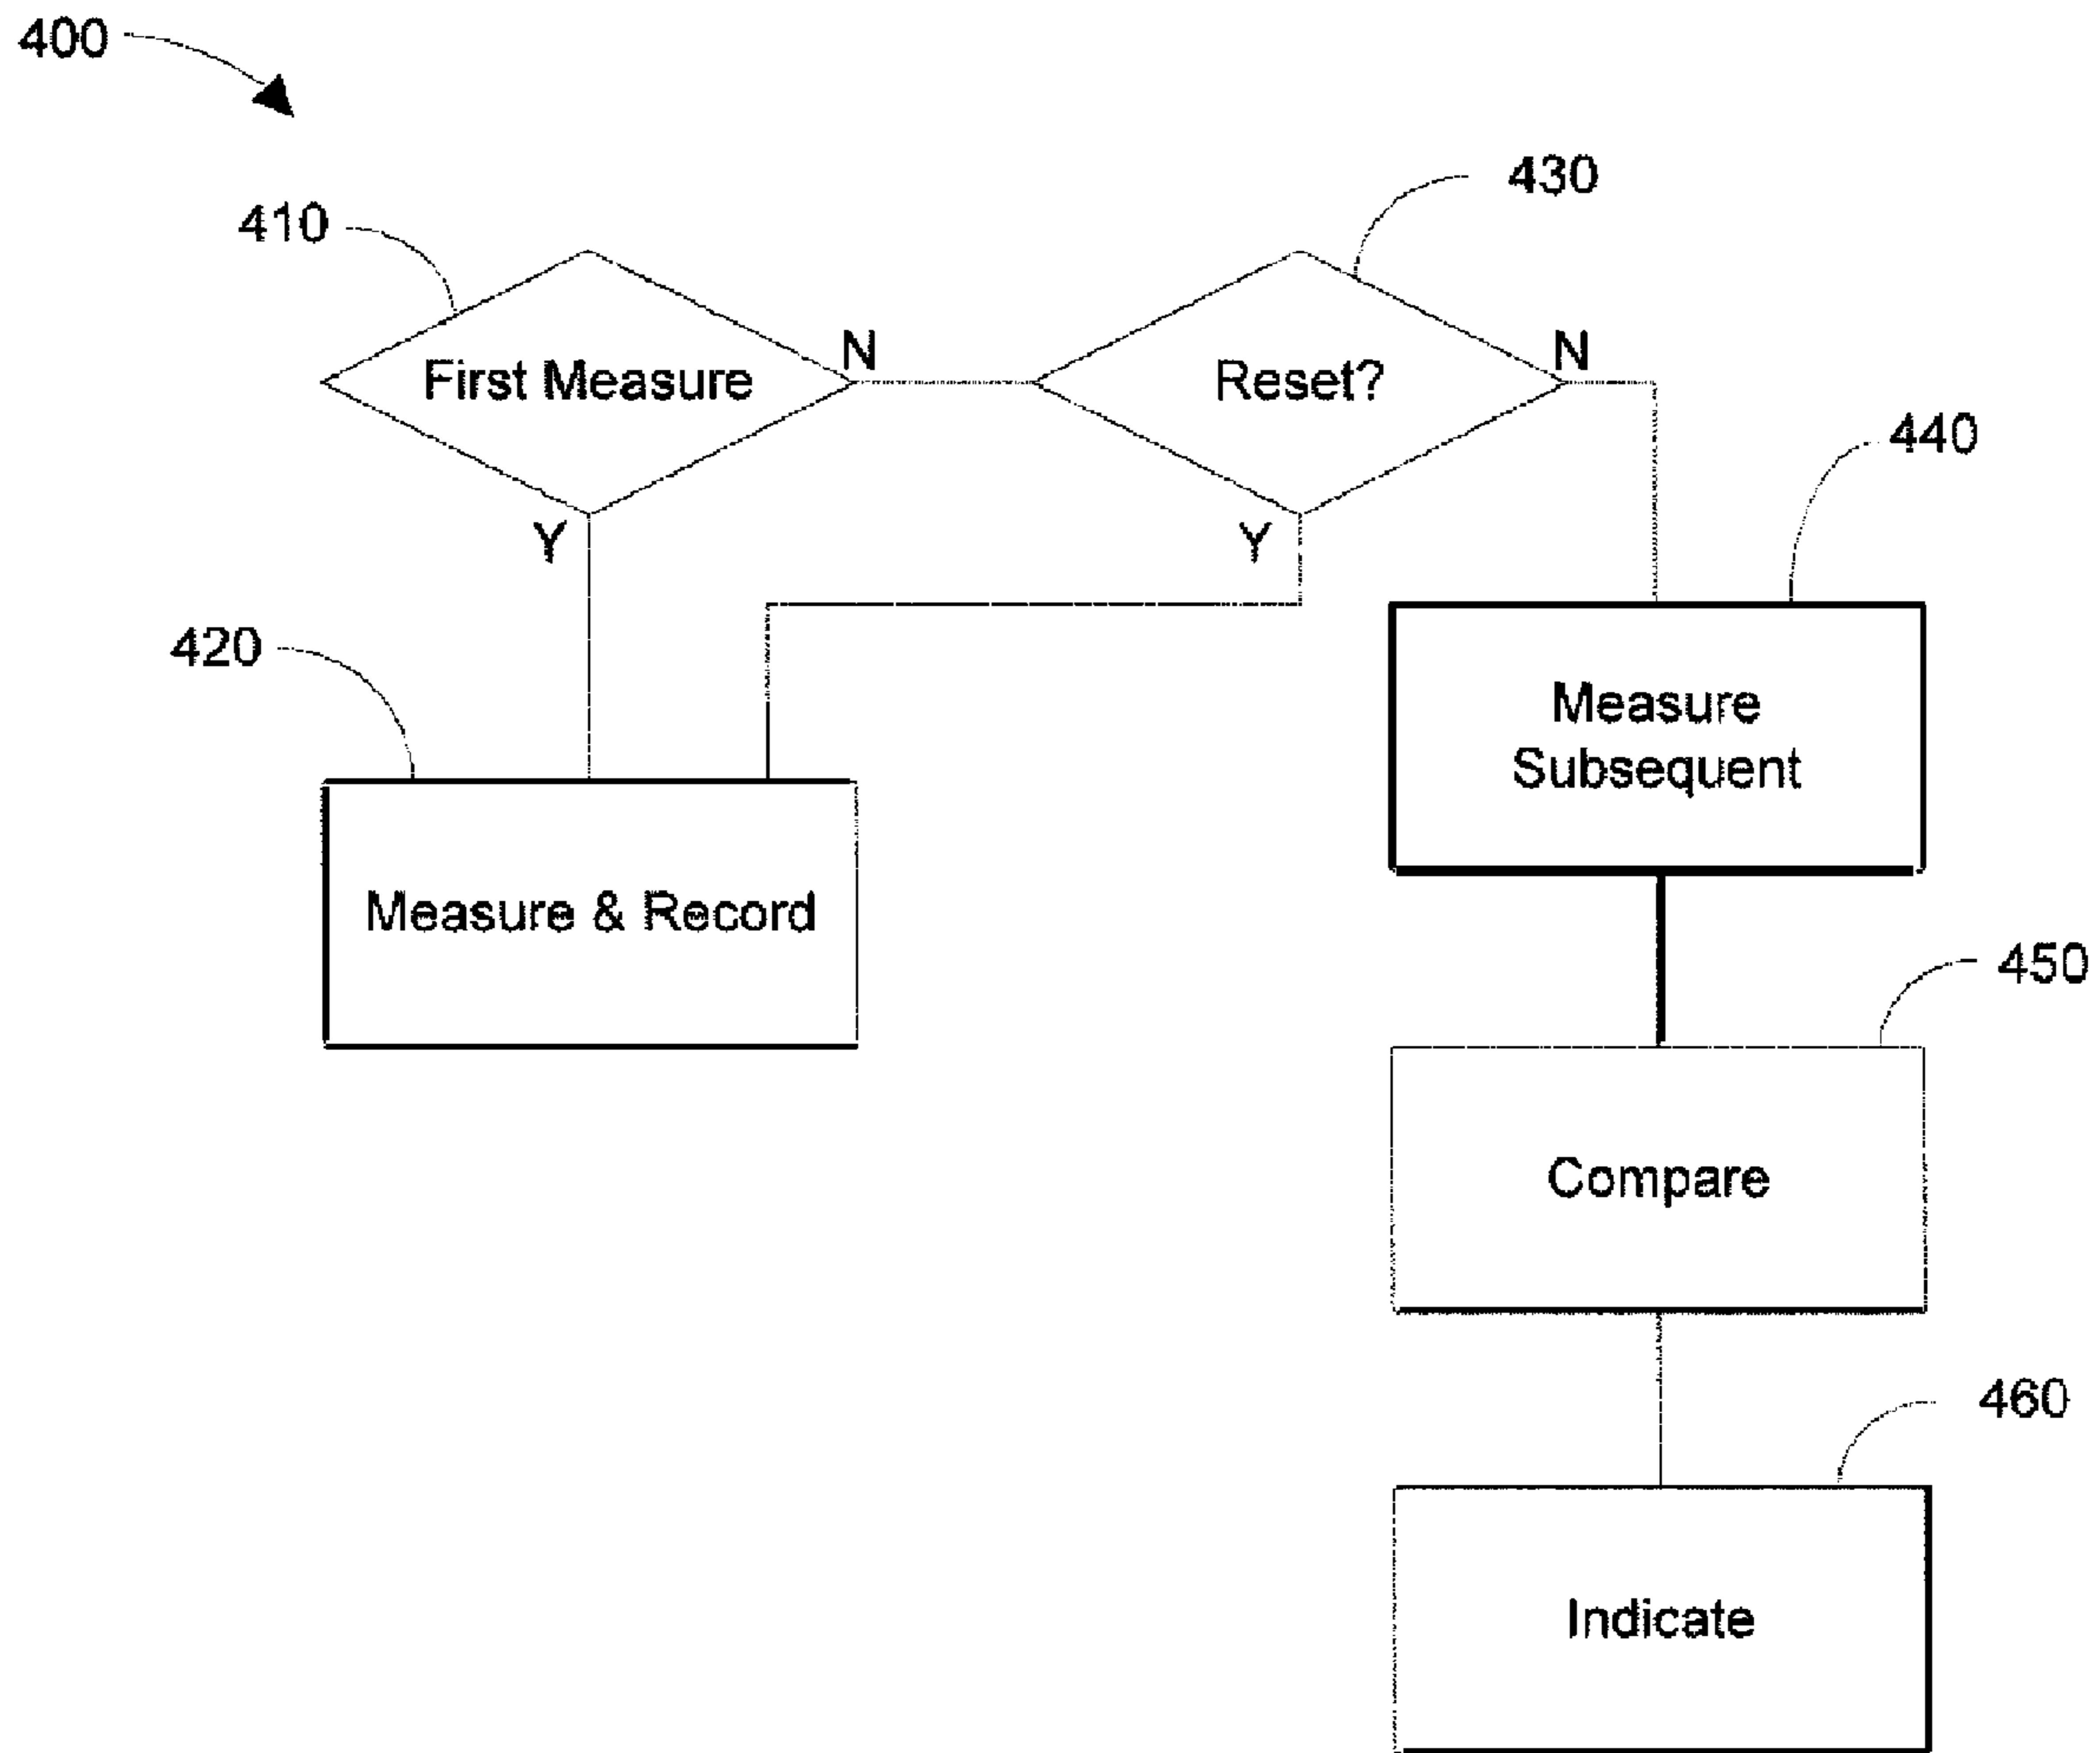 400
430
410
First Measure
N
Reset?
N
440
Y
Y
420
Measure
Subsequent
Measure & Record
450
Compare
460
Indicate